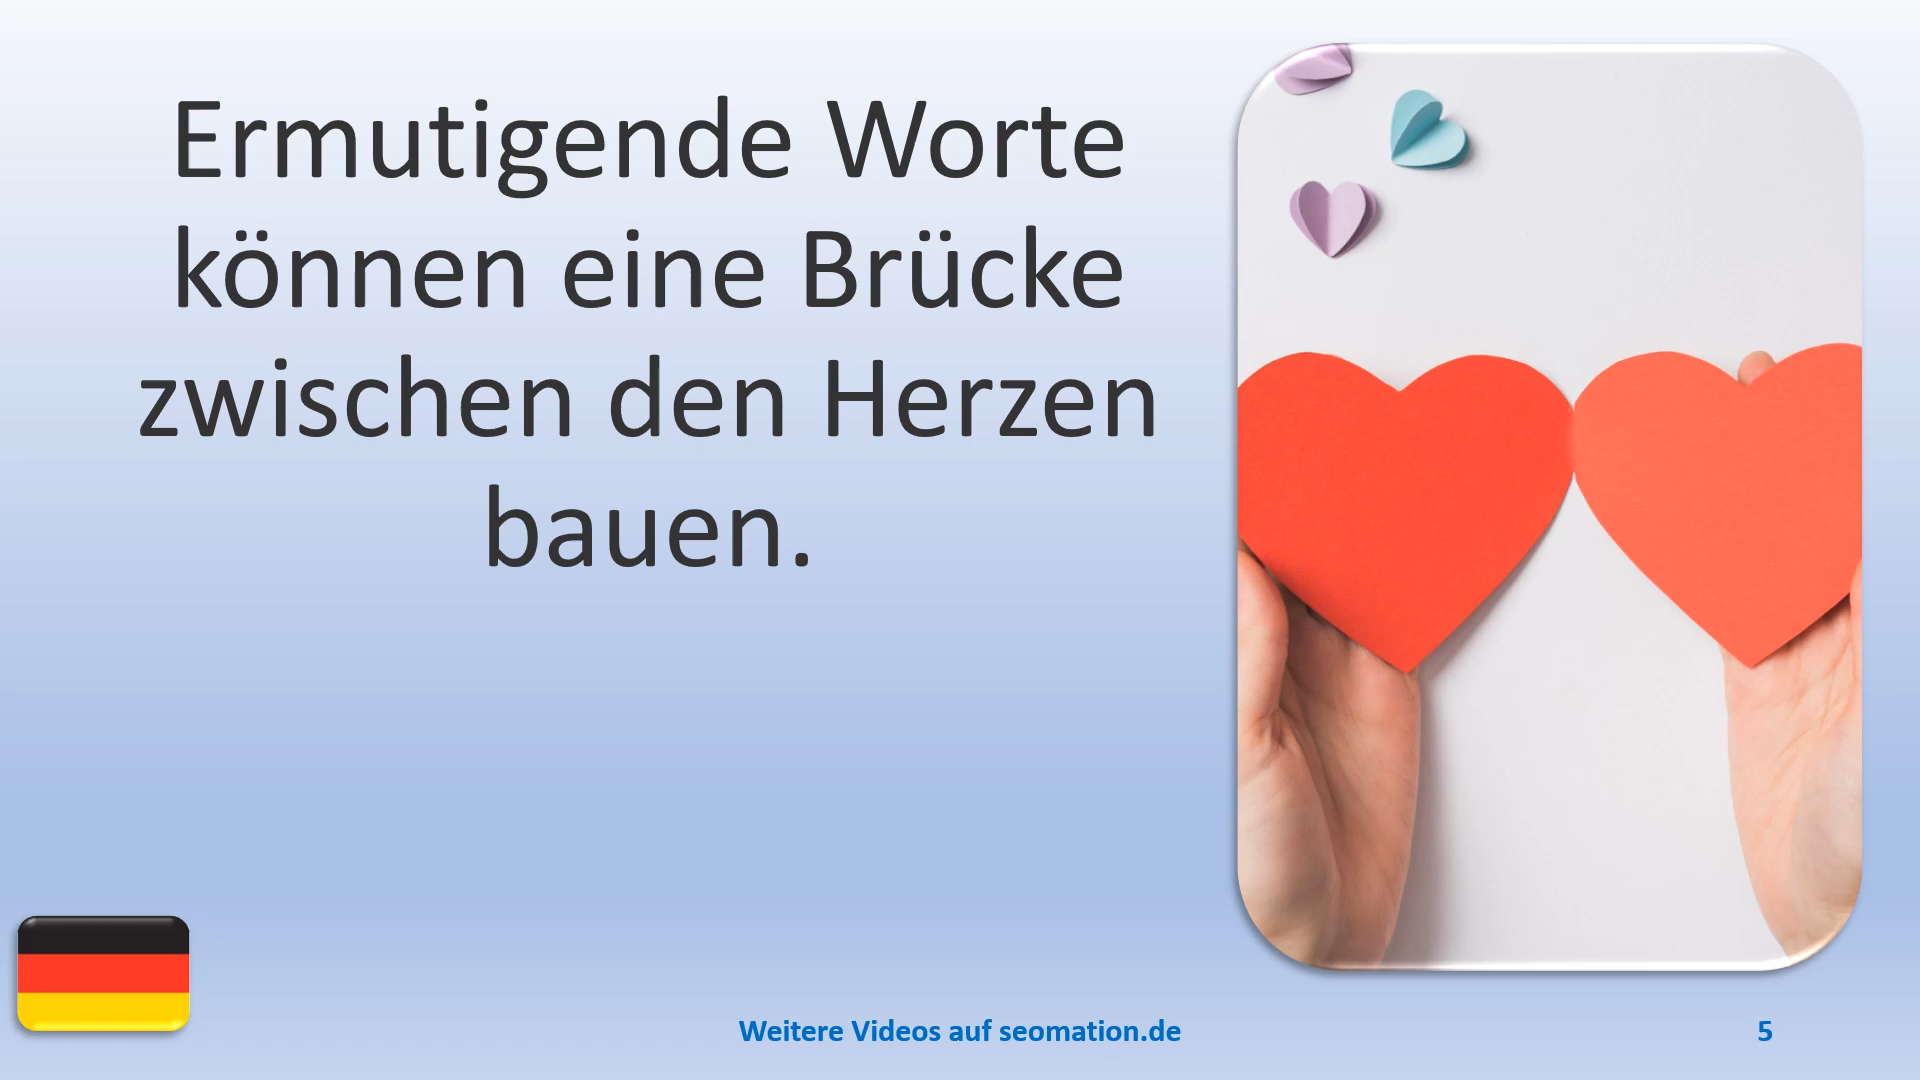 Ermutigende Worte
können eine Brücke
zwischen den Herzen
bauen.
Weitere Videos auf seomation.de
5